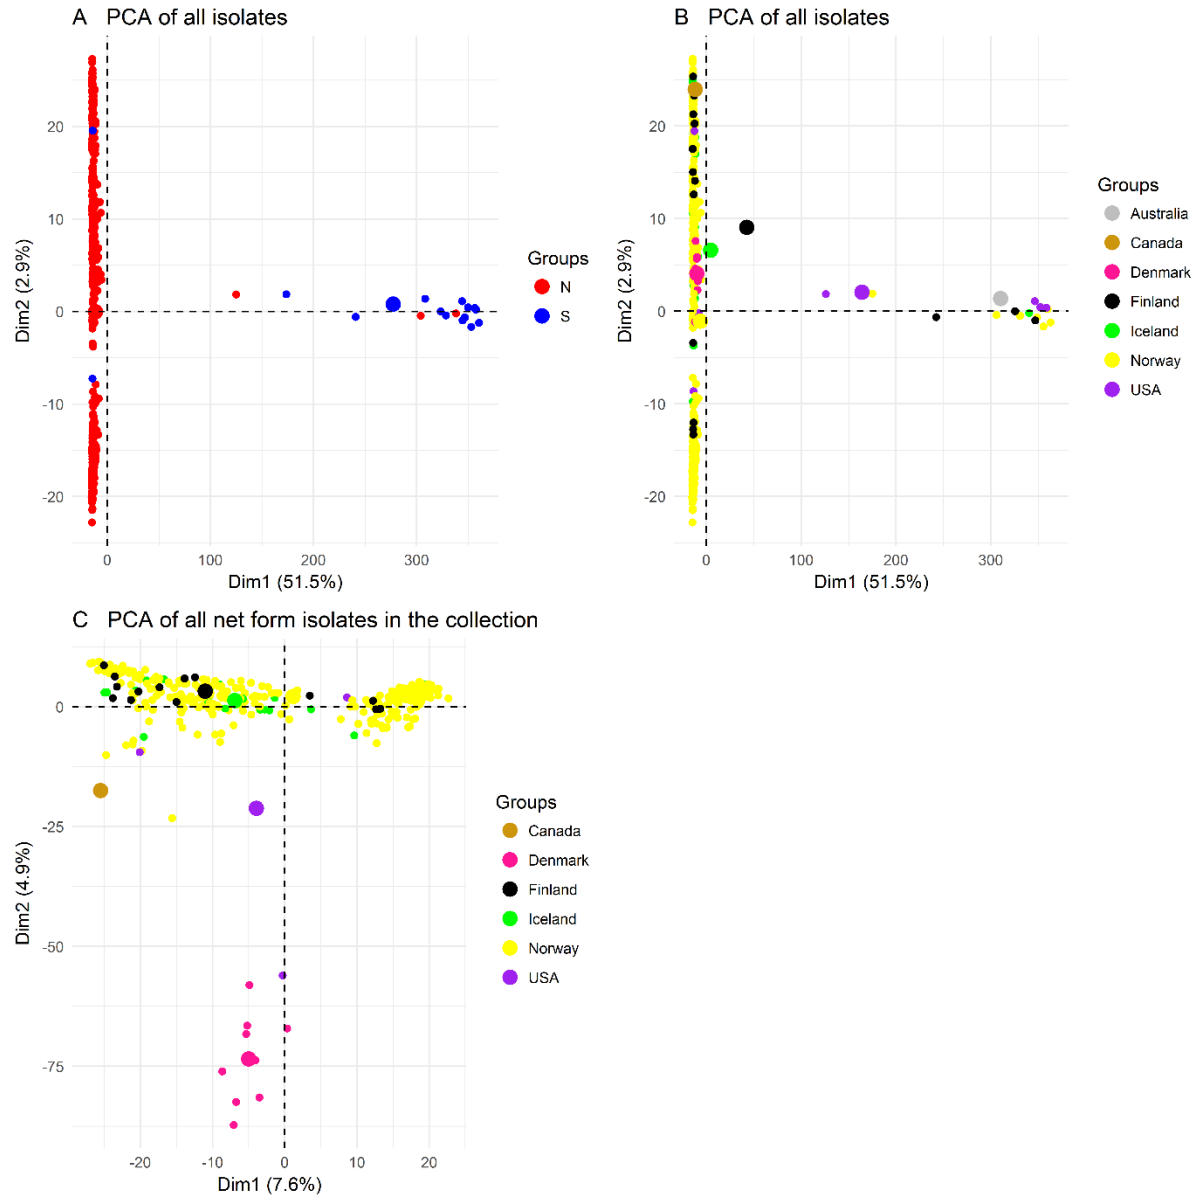 A PCA of all isolates
20
10
0
-10
-20
Dim2 (2.9%)
0
100
200
300
Dim1 (51.5%)
Groups
N
S
B PCA of all isolates
20
10
0
-10
-20
Dim2 (2.9%)
0
100
200
300
Dim1 (51.5%)
Groups
Australia
Canada
Denmark
Finland
Iceland
Norway
USA
C PCA of all net form isolates in the collection
0
-25
-50
-75
Dim2 (4.9%)
-20
-10
0
10
20
Dim1 (7.6%)
Groups
Canada
Denmark
Finland
Iceland
Norway
USA